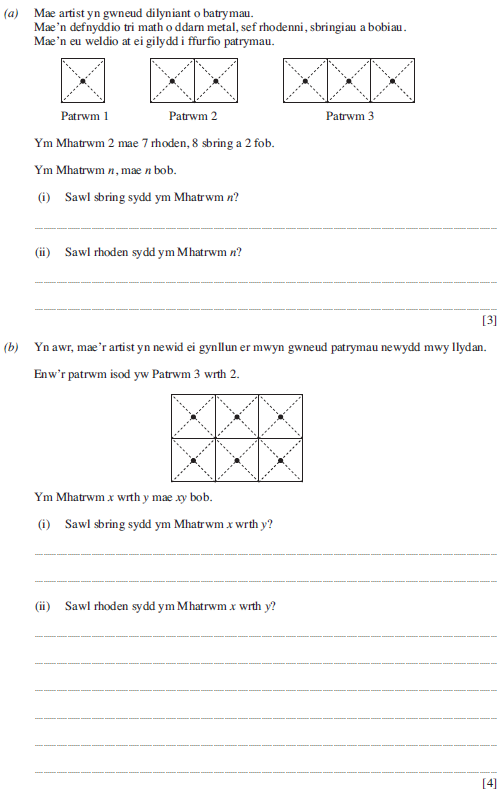 (a) Mae artist yn gwneud dilyniant o batrymau.
Mae’n defnyddio tri math o ddarn metal, sef rhodenni, sbringiau a bobiau.
Mae’n eu weldio at ei gilydd i ffurfio patrymau.
Patrwm 1 Patrwm 2 Patrwm 3
Ym Mhatrwm 2 mae 7 rhoden, 8 sbring a 2 fob.
Ym Mhatrwm n, mae n bob.
(i) Sawl sbring sydd ym Mhatrwm n?
(ii) Sawl rhoden sydd ym Mhatrwm n?
[3]
(b) Yn awr, mae’r artist yn newid ei gynllun er mwyn gwneud patrymau newydd mwy llydan.
Enw’r patrwm isod yw Patrwm 3 wrth 2.
Ym Mhatrwm x wrth y mae xy bob.
(i) Sawl sbring sydd ym Mhatrwm x wrth y?
(ii) Sawl rhoden sydd ym Mhatrwm x wrth y?
[4]